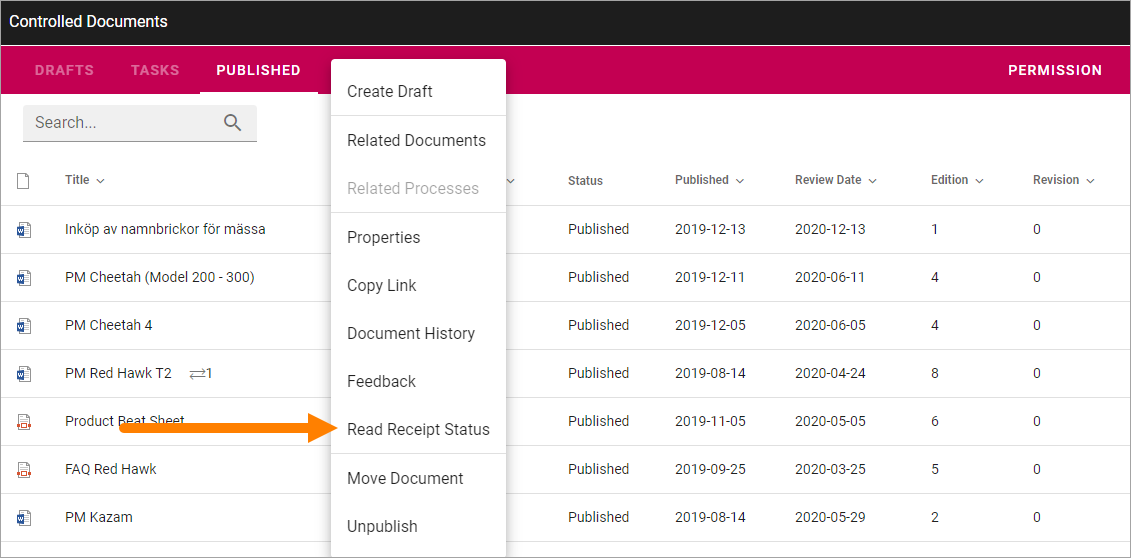 Controlled Documents
DRAFTS TASKS PUBLISHED PERMISSION
Search...
Title Status Published Review Date Edition Revision
Inköp av namnbrickor för mässa Published 2019-12-13 2020-12-13 1 0
PM Cheetah (Model 200 - 300) Published 2019-12-11 2020-06-11 4 0
PM Cheetah 4 Published 2019-12-05 2020-06-05 4 0
PM Red Hawk T2 1 Published 2019-08-14 2020-04-24 8 0
Product Beat Sheet Published 2019-11-05 2020-05-05 6 0
FAQ Red Hawk Published 2019-09-25 2020-03-25 5 0
PM Kazam Published 2019-08-14 2020-05-29 2 0
Create Draft
Related Documents
Related Processes
Properties
Copy Link
Document History
Feedback
Read Receipt Status
Move Document
Unpublish